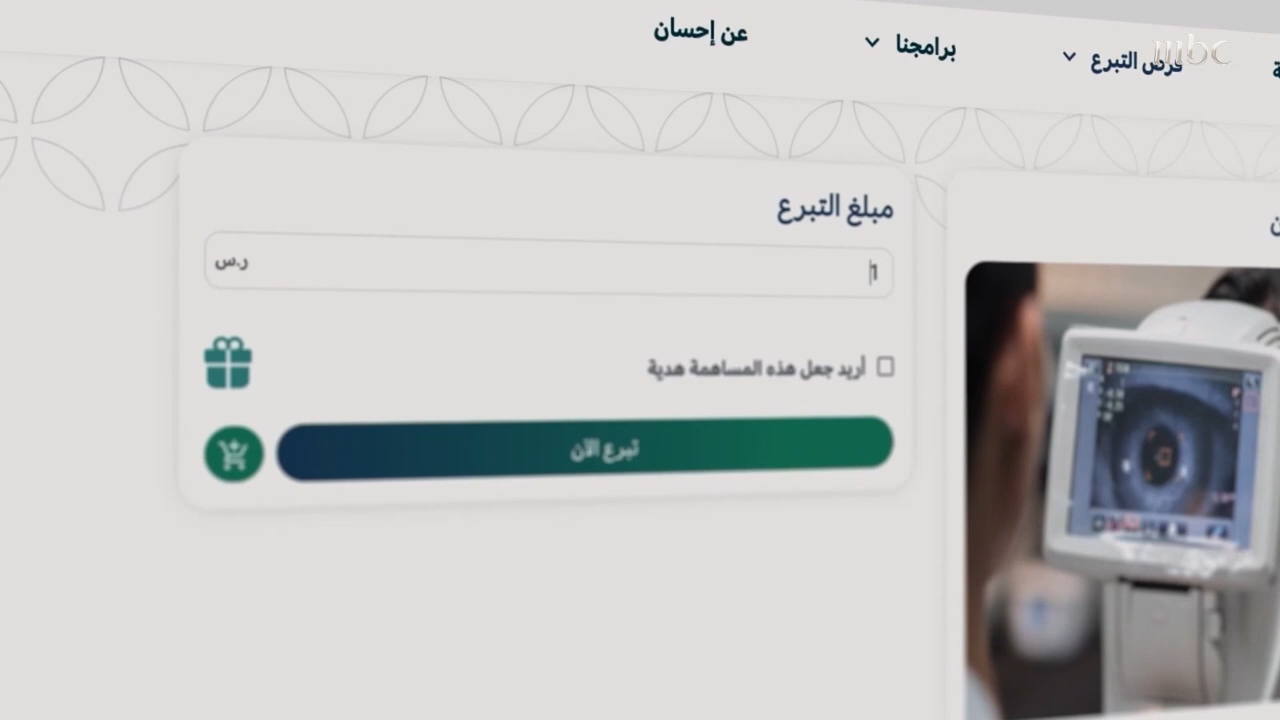 mbc
فرص التبرع
برامجنا
عن إحسان
مبلغ التبرع
1
ر.س
أريد جعل هذه المساهمة هدية
تبرع الآن